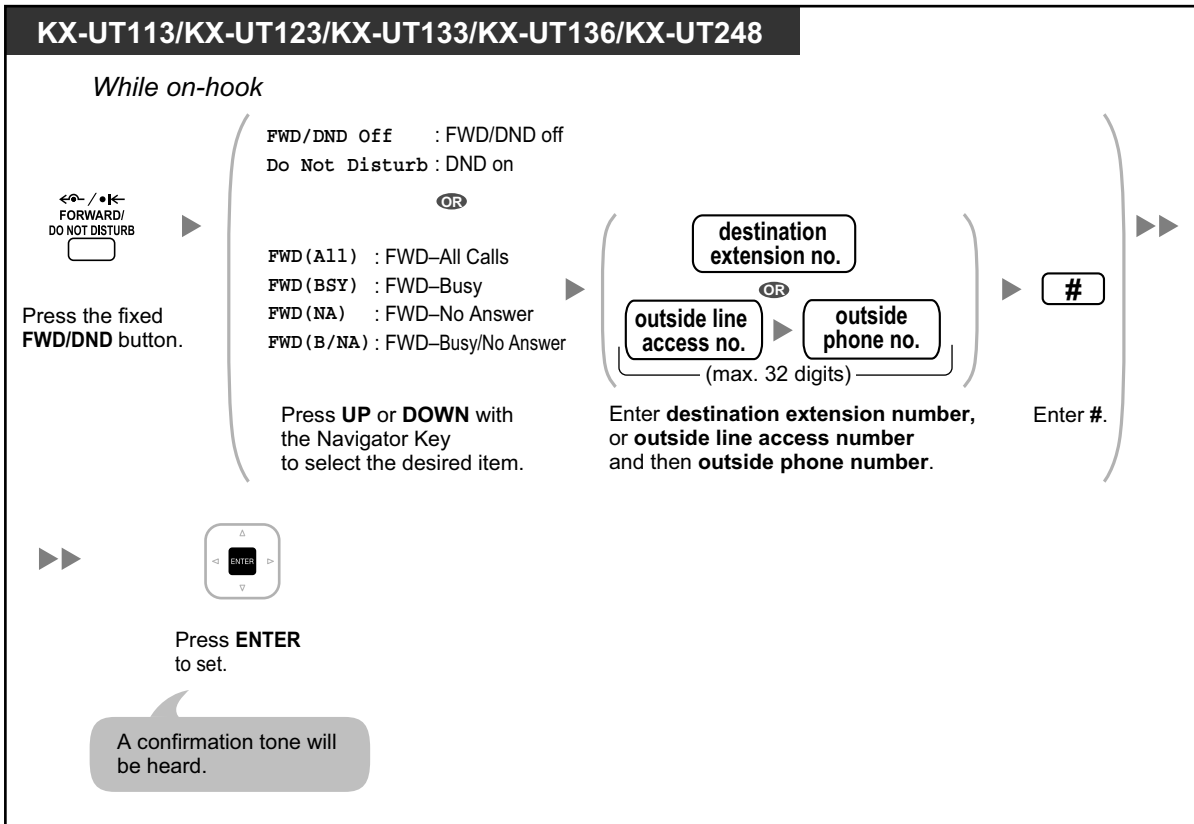 KX-UT113/KX-UT123/KX-UT133/KX-UT136/KX-UT248
While on-hook
FORWARD/
DO NOT DISTURB
Press the fixed
FWD/DND button.
FWD/DND Off : FWD/DND off
Do Not Disturb : DND on
OR
FWD(All) : FWD–All Calls
FWD(BSY) : FWD–Busy
FWD(NA) : FWD–No Answer
FWD(B/NA) : FWD–Busy/No Answer
Press UP or DOWN with
the Navigator Key
to select the desired item.
destination
extension no.
OR
outside line
access no.
outside
phone no.
(max. 32 digits)
Enter destination extension number,
or outside line access number
and then outside phone number.
#
Enter #.
ENTER
Press ENTER
to set.
A confirmation tone will
be heard.